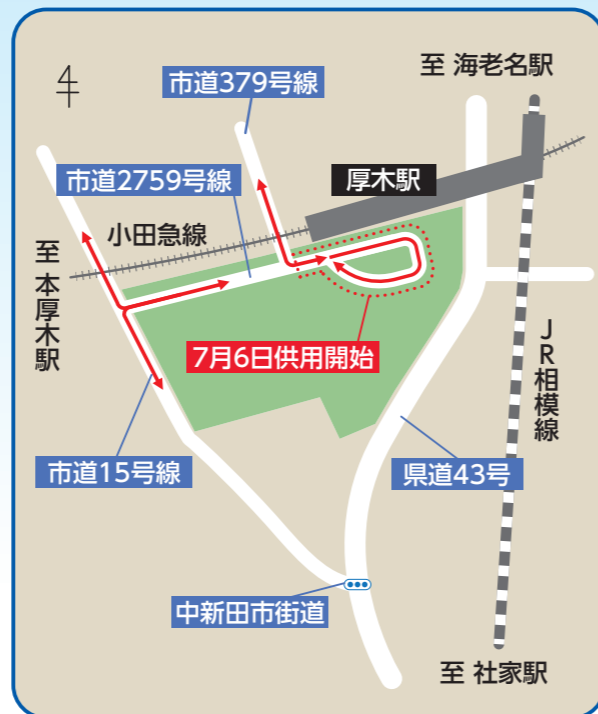 至 海老名駅
市道379号線
市道2759号線
厚木駅
小田急線
至 本厚木駅
7月6日供用開始
JR相模線
市道15号線
県道43号
中新田市街道
至 社家駅